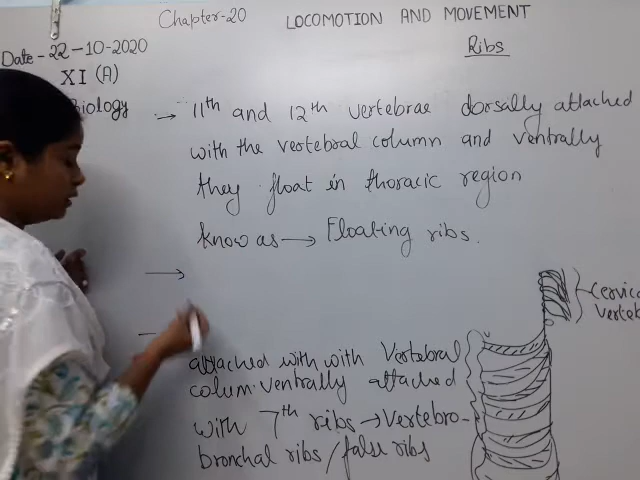 Chapter-20 LOCOMOTION AND MOVEMENT
Date - 22-10-2020
Ribs
XI (A)
Biology
→ 11th and 12th vertebrae dorsally attached
with the vertebral column and ventrally
they float in thoracic region
know as → Floating ribs.
→
attached with with Vertebral
colum. ventrally attached
with 7th ribs → Vertebro-
bronchal ribs / false ribs
Cervica
Verteb